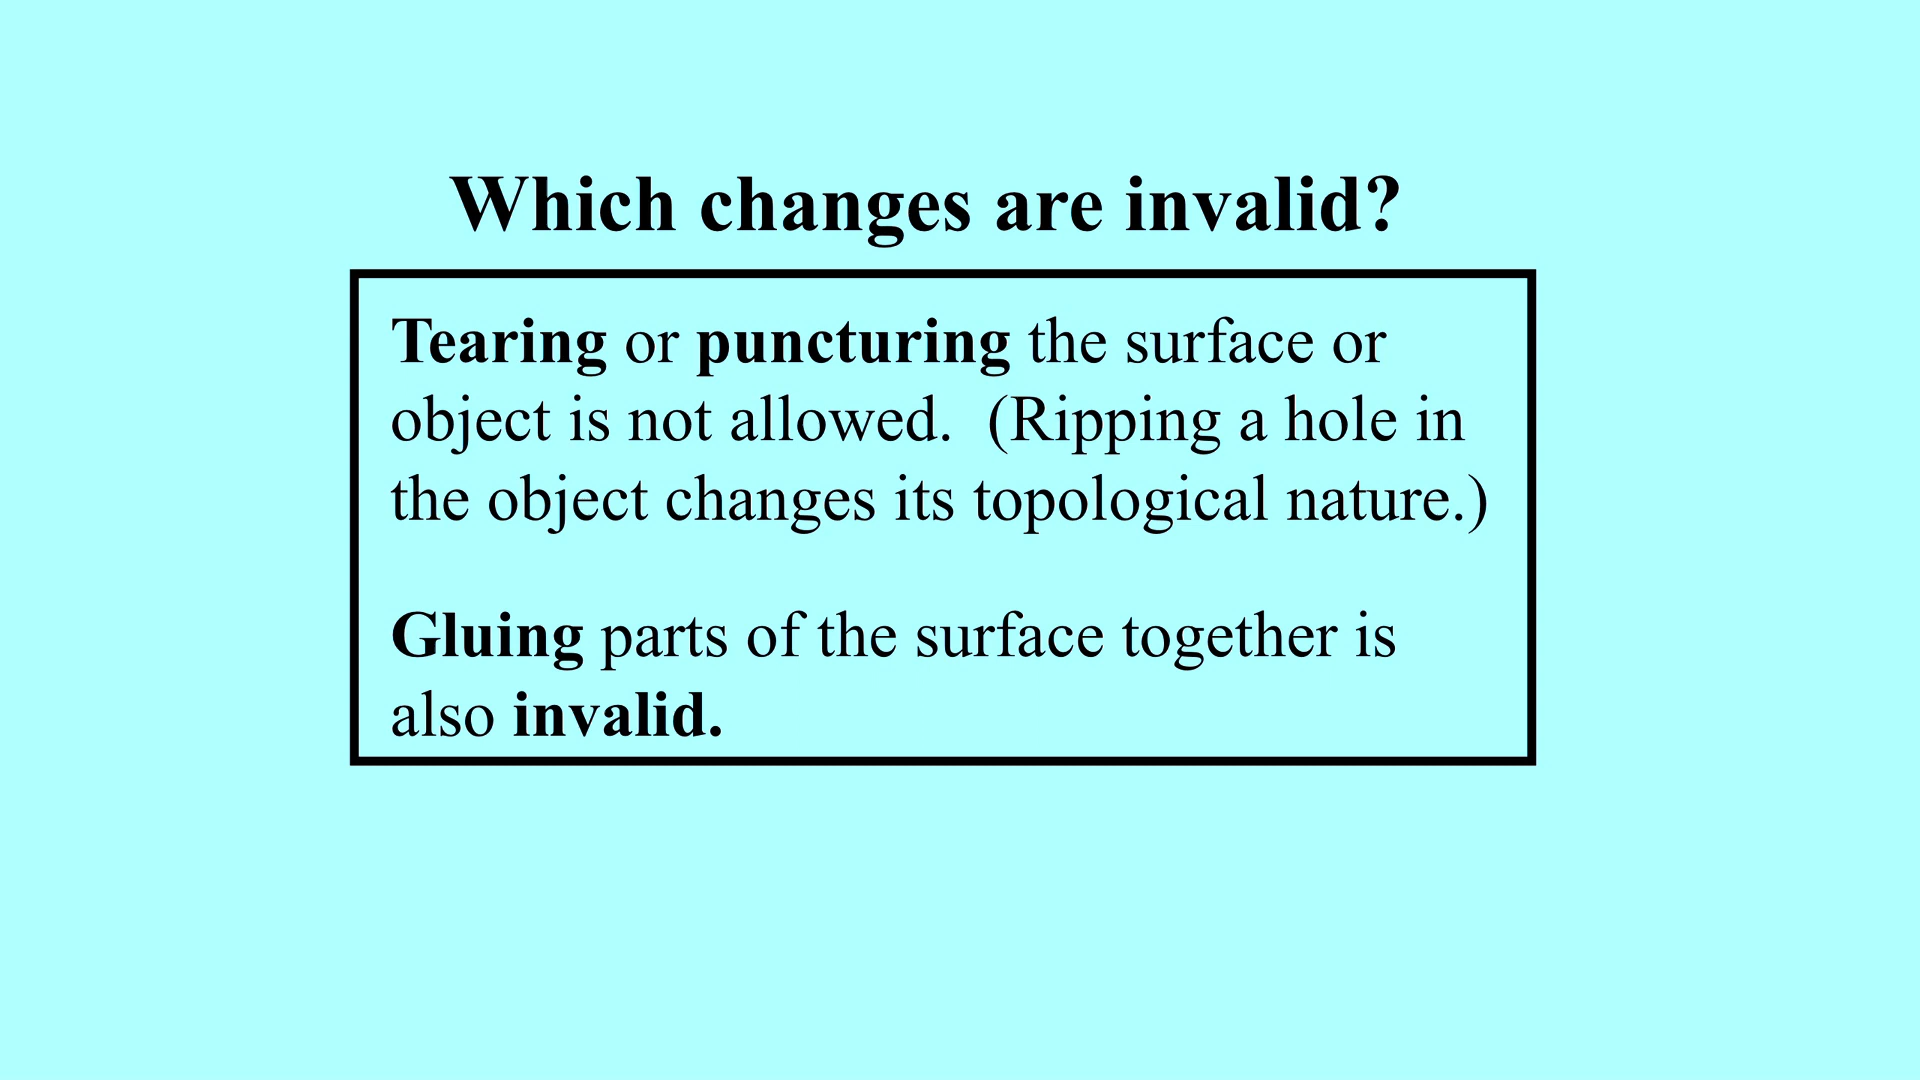 Which changes are invalid?
Tearing or puncturing the surface or
object is not allowed.  (Ripping a hole in
the object changes its topological nature.)
Gluing parts of the surface together is
also invalid.